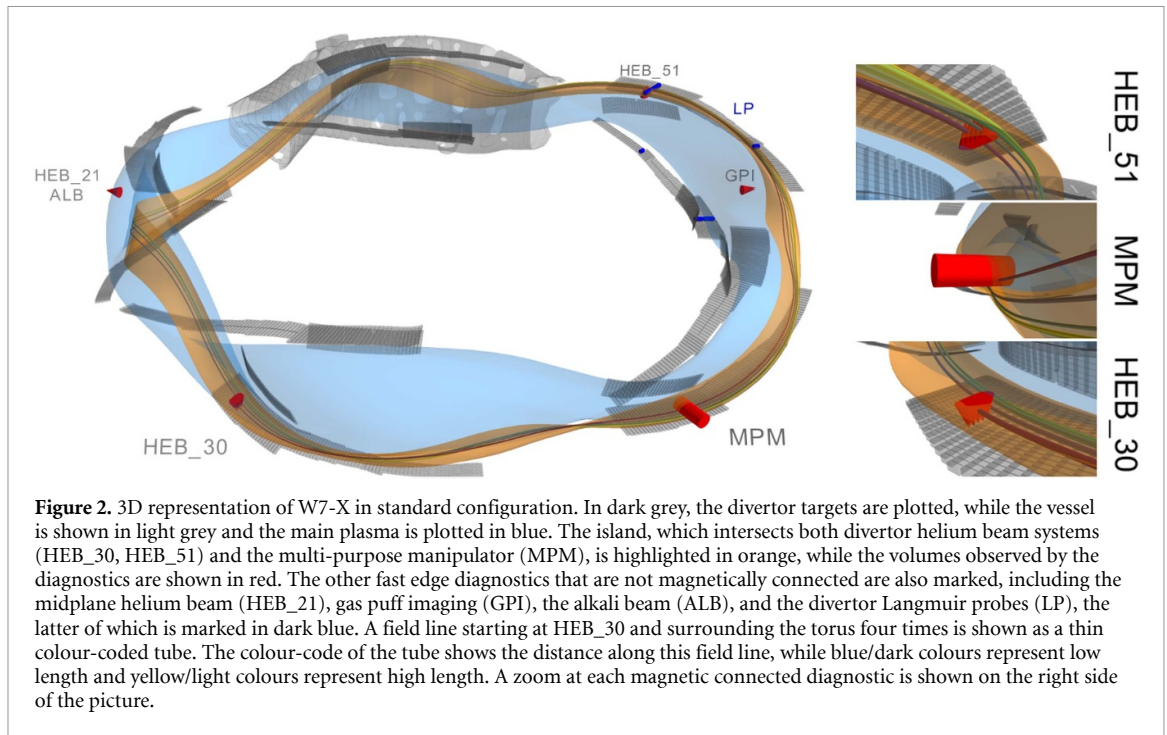 HEB_51
LP
HEB_21
ALB
GPI
HEB_30
MPM
HEB_51
MPM
HEB_30
Figure 2. 3D representation of W7-X in standard configuration. In dark grey, the divertor targets are plotted, while the vessel
is shown in light grey and the main plasma is plotted in blue. The island, which intersects both divertor helium beam systems
(HEB_30, HEB_51) and the multi-purpose manipulator (MPM), is highlighted in orange, while the volumes observed by the
diagnostics are shown in red. The other fast edge diagnostics that are not magnetically connected are also marked, including the
midplane helium beam (HEB_21), gas puff imaging (GPI), the alkali beam (ALB), and the divertor Langmuir probes (LP), the
latter of which is marked in dark blue. A field line starting at HEB_30 and surrounding the torus four times is shown as a thin
colour-coded tube. The colour-code of the tube shows the distance along this field line, while blue/dark colours represent low
length and yellow/light colours represent high length. A zoom at each magnetic connected diagnostic is shown on the right side
of the picture.